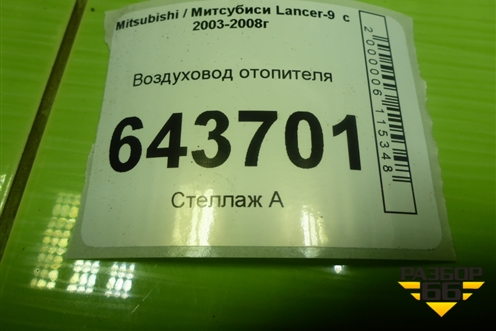 Mitsubishi / Митсубиси Lancer-9 с
2003-2008г
Воздуховод отопителя
643701
Стеллаж А
2000006115348
РАЗБОР
66